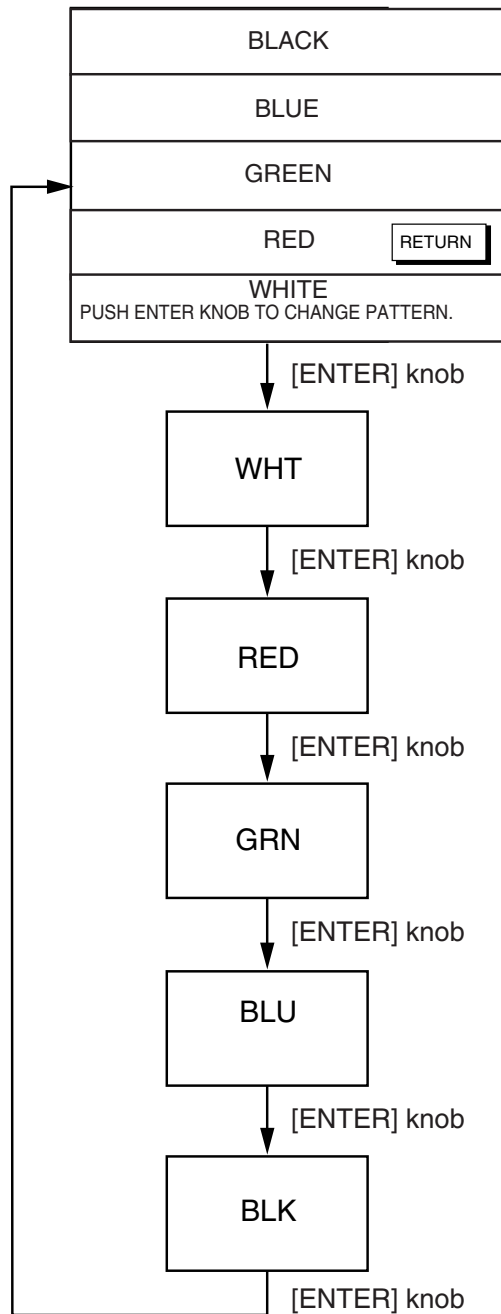 BLACK
BLUE
GREEN
RED
RETURN
WHITE
PUSH ENTER KNOB TO CHANGE PATTERN.
[ENTER] knob
WHT
[ENTER] knob
RED
[ENTER] knob
GRN
[ENTER] knob
BLU
[ENTER] knob
BLK
[ENTER] knob